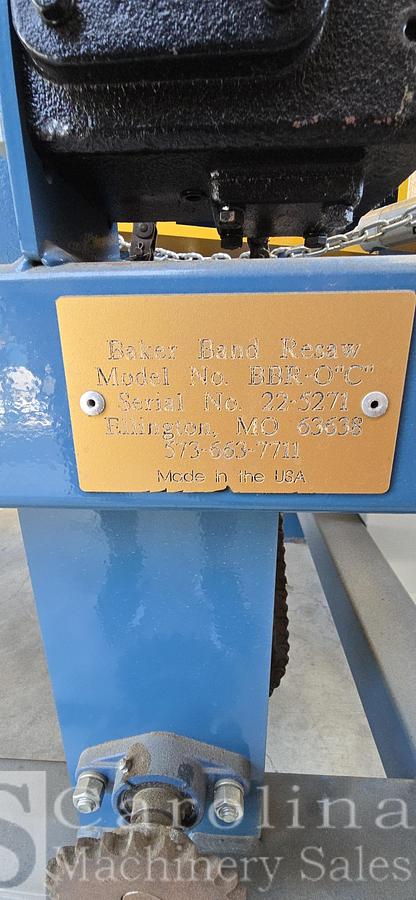 Baker Band Resaw
Model No. BBR-O"C"
Serial No. 22-5271
Ellington, MO 63638
573-663-7711
Made in the USA
S Carolina
Machinery Sales